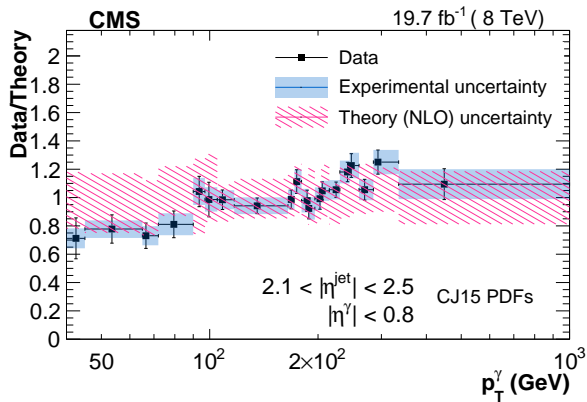 CMS 19.7 fb⁻¹ ( 8 TeV)
Data/Theory
2
1.8
1.6
1.4
1.2
1
0.8
0.6
0.4
0.2
0
Data
Experimental uncertainty
Theory (NLO) uncertainty
2.1 < |η^jet| < 2.5
|η^γ| < 0.8
CJ15 PDFs
50 10² 2×10² 10³
p_T^γ (GeV)